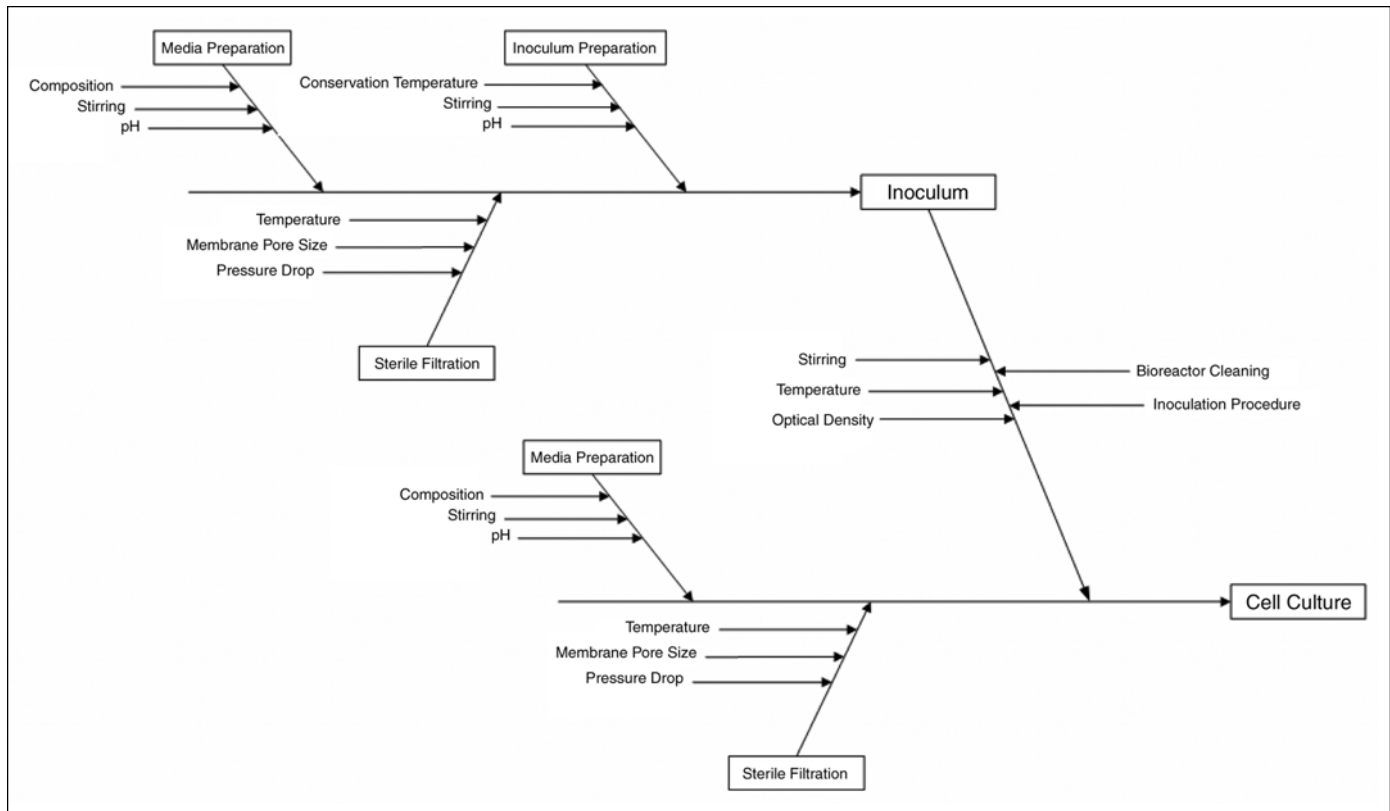 Media Preparation
Inoculum Preparation
Composition
Stirring
pH
Conservation Temperature
Stirring
pH
Inoculum
Temperature
Membrane Pore Size
Pressure Drop
Sterile Filtration
Stirring
Temperature
Optical Density
Bioreactor Cleaning
Inoculation Procedure
Media Preparation
Composition
Stirring
pH
Cell Culture
Temperature
Membrane Pore Size
Pressure Drop
Sterile Filtration